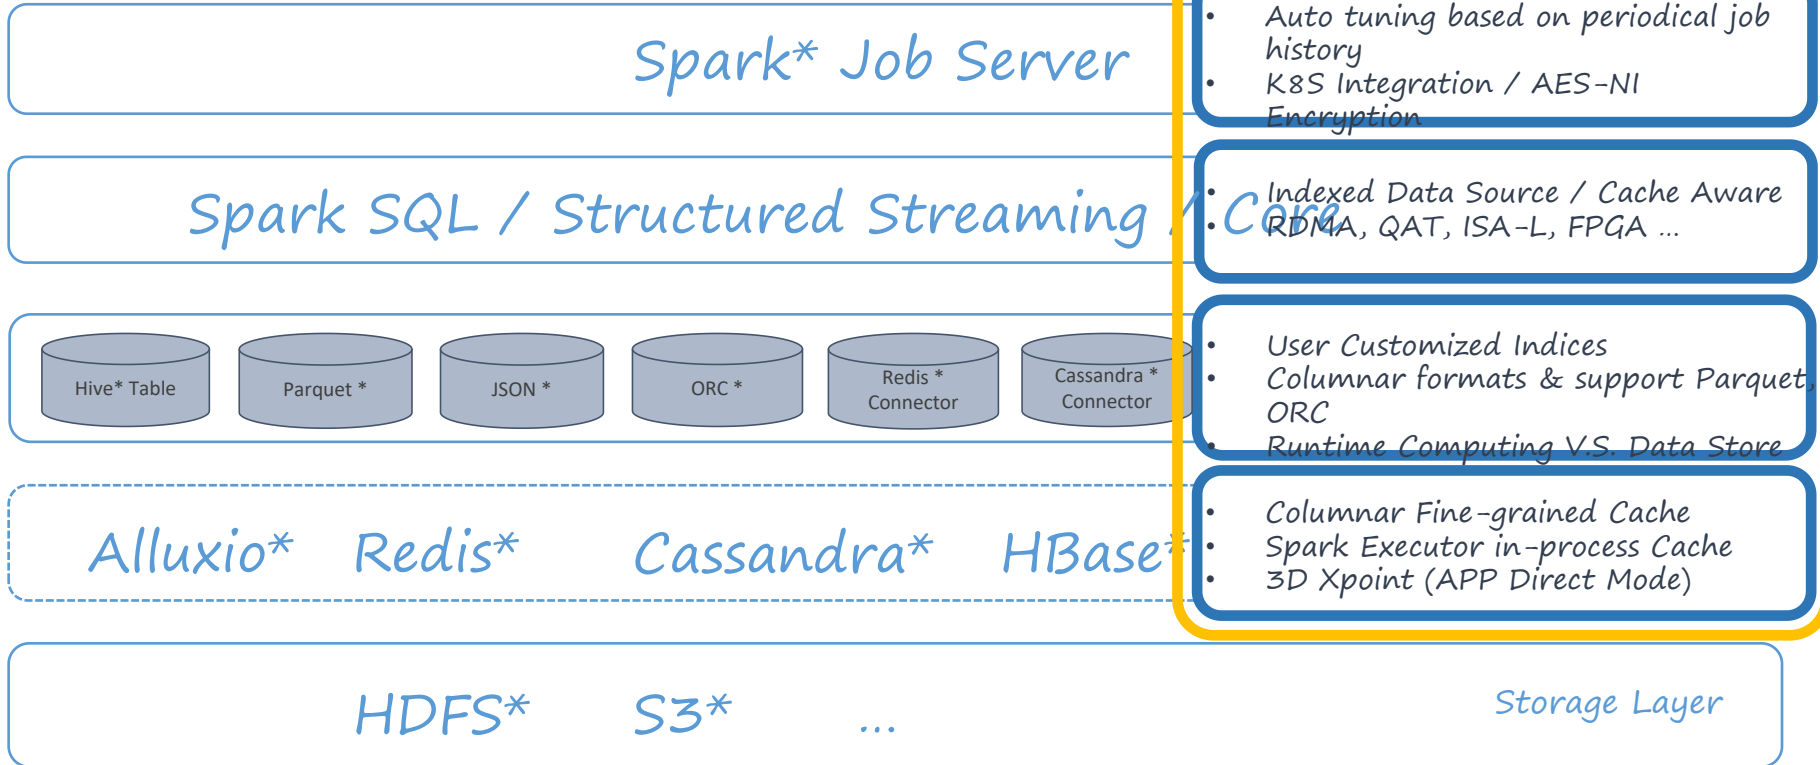 Spark* Job Server
Auto tuning based on periodical job
history
K8S Integration / AES-NI
Encryption
Spark SQL / Structured Streaming / Core
Indexed Data Source / Cache Aware
RDMA, QAT, ISA-L, FPGA ...
Hive* Table
Parquet *
JSON *
ORC *
Redis *
Connector
Cassandra *
Connector
User Customized Indices
Columnar formats & support Parquet,
ORC
Runtime Computing V.S. Data Store
Alluxio* Redis* Cassandra* HBase*
Columnar Fine-grained Cache
Spark Executor in-process Cache
3D Xpoint (APP Direct Mode)
HDFS* S3* ...
Storage Layer